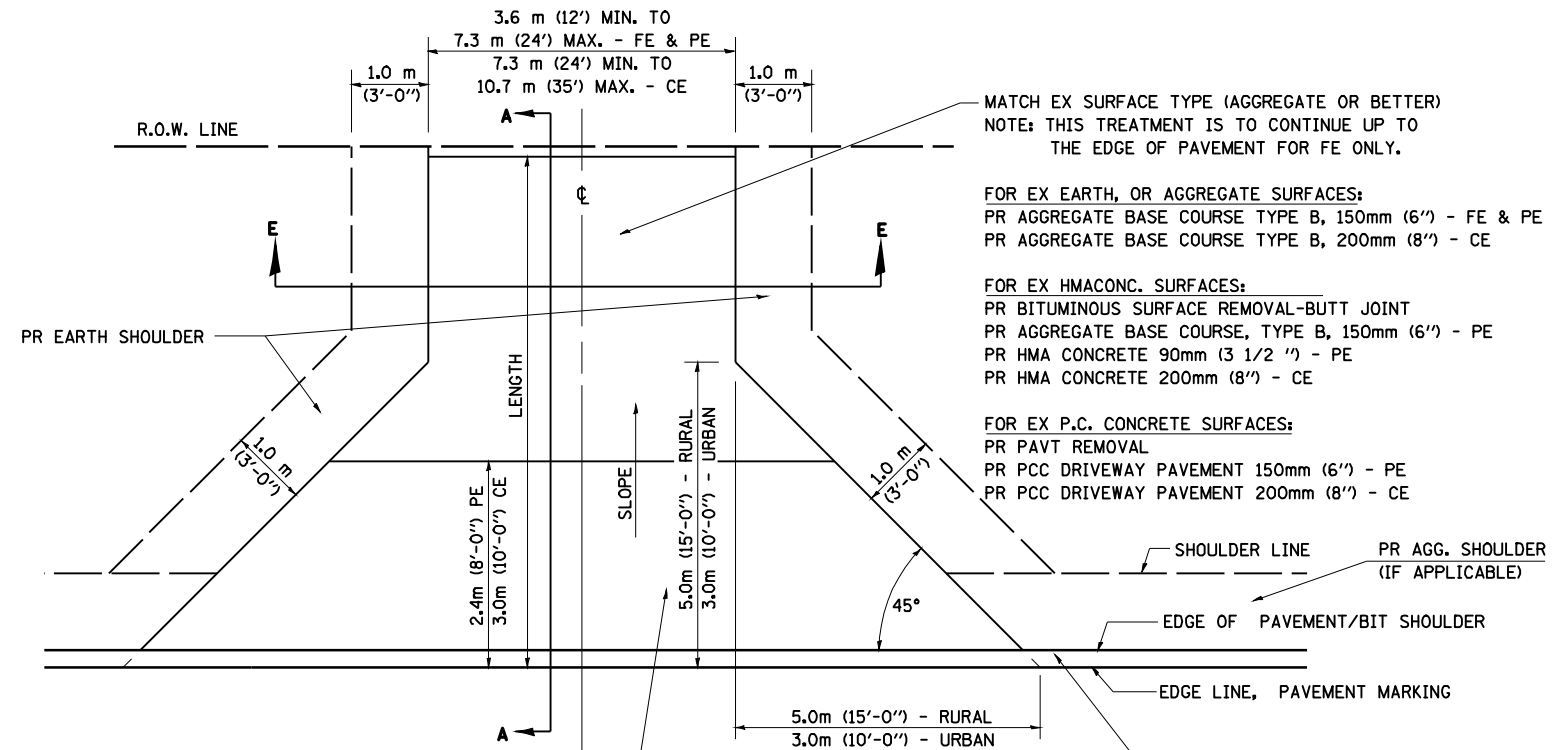 3.6 m (12') MIN. TO
7.3 m (24') MAX. - FE & PE
7.3 m (24') MIN. TO
10.7 m (35') MAX. - CE
1.0 m
(3'-0")
1.0 m
(3'-0")
A
R.O.W. LINE
MATCH EX SURFACE TYPE (AGGREGATE OR BETTER)
NOTE: THIS TREATMENT IS TO CONTINUE UP TO
THE EDGE OF PAVEMENT FOR FE ONLY.
℄
FOR EX EARTH, OR AGGREGATE SURFACES:
PR AGGREGATE BASE COURSE TYPE B, 150mm (6") - FE & PE
PR AGGREGATE BASE COURSE TYPE B, 200mm (8") - CE
E
E
FOR EX HMACONC. SURFACES:
PR BITUMINOUS SURFACE REMOVAL-BUTT JOINT
PR AGGREGATE BASE COURSE, TYPE B, 150mm (6") - PE
PR HMA CONCRETE 90mm (3 1/2 ") - PE
PR HMA CONCRETE 200mm (8") - CE
PR EARTH SHOULDER
LENGTH
FOR EX P.C. CONCRETE SURFACES:
PR PAVT REMOVAL
PR PCC DRIVEWAY PAVEMENT 150mm (6") - PE
PR PCC DRIVEWAY PAVEMENT 200mm (8") - CE
1.0 m
(3'-0")
SLOPE
5.0m (15'-0") - RURAL
3.0m (10'-0") - URBAN
1.0 m
(3'-0")
2.4m (8'-0") PE
3.0m (10'-0") CE
SHOULDER LINE
PR AGG. SHOULDER
(IF APPLICABLE)
45°
EDGE OF PAVEMENT/BIT SHOULDER
EDGE LINE, PAVEMENT MARKING
5.0m (15'-0") - RURAL
3.0m (10'-0") - URBAN
A